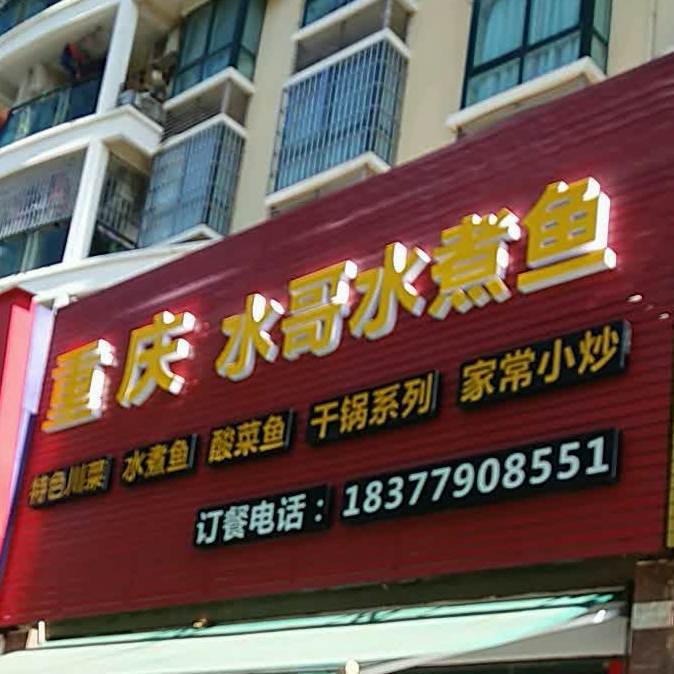 重庆 水哥水煮鱼
特色川菜 水煮鱼 酸菜鱼 干锅系列 家常小炒
订餐电话：18377908551